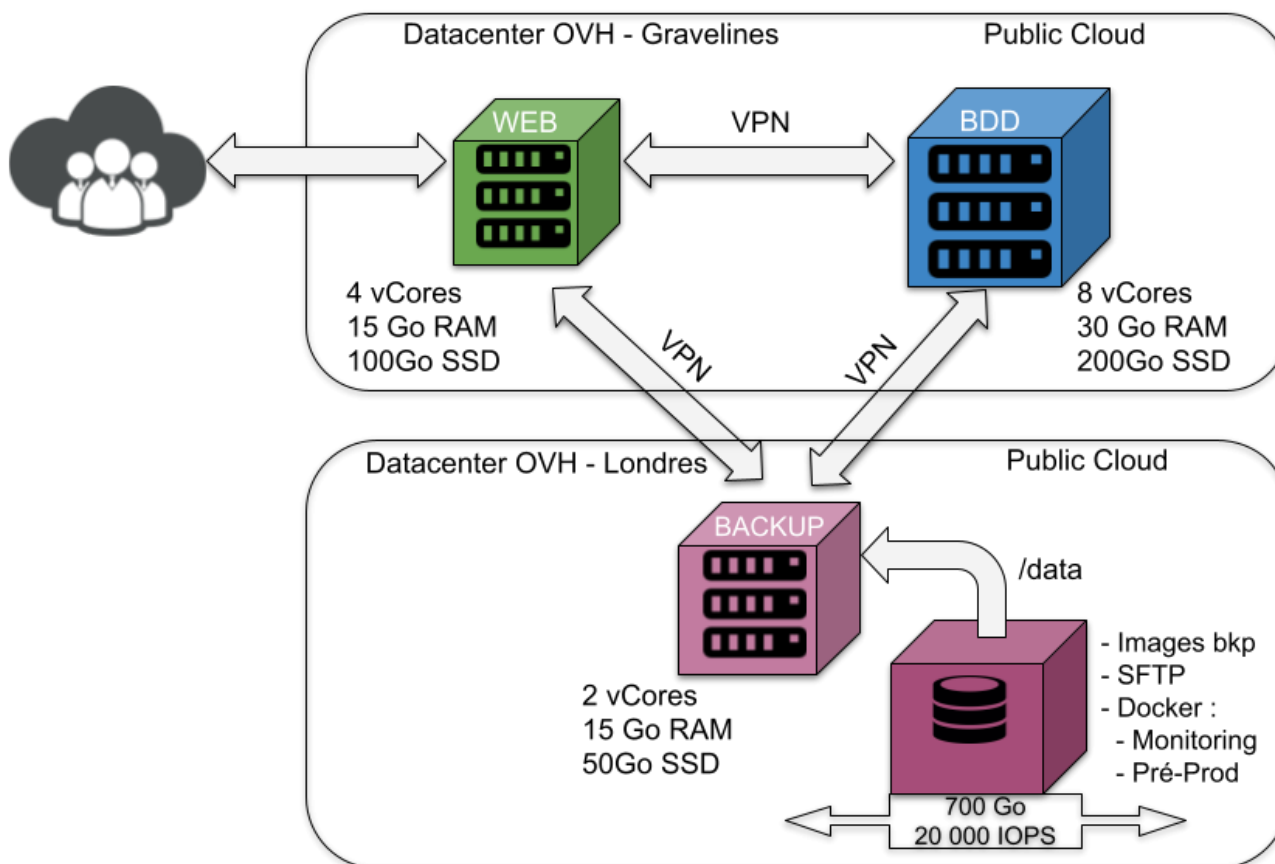 Datacenter OVH - Gravelines
Public Cloud
WEB
VPN
BDD
4 vCores
15 Go RAM
100Go SSD
8 vCores
30 Go RAM
200Go SSD
VPN
VPN
Datacenter OVH - Londres
Public Cloud
BACKUP
/data
2 vCores
15 Go RAM
50Go SSD
- Images bkp
- SFTP
- Docker :
- Monitoring
- Pré-Prod
700 Go
20 000 IOPS